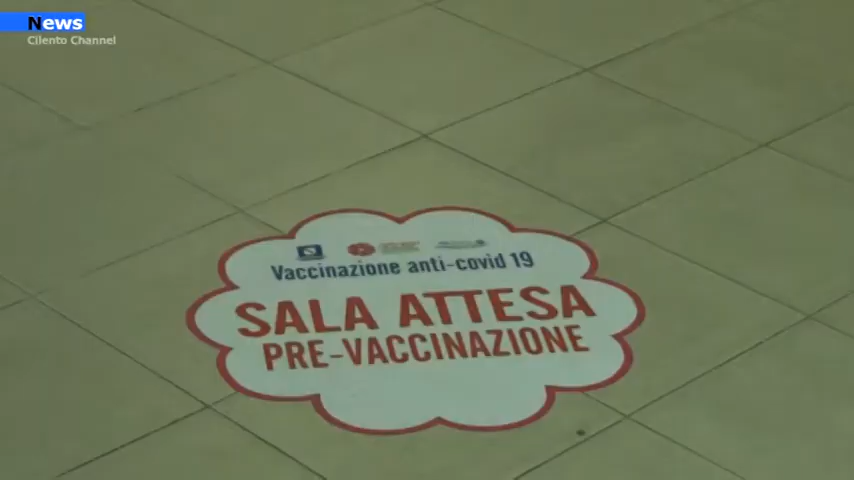 News
Cilento Channel
Vaccinazione anti-covid 19
SALA ATTESA
PRE-VACCINAZIONE